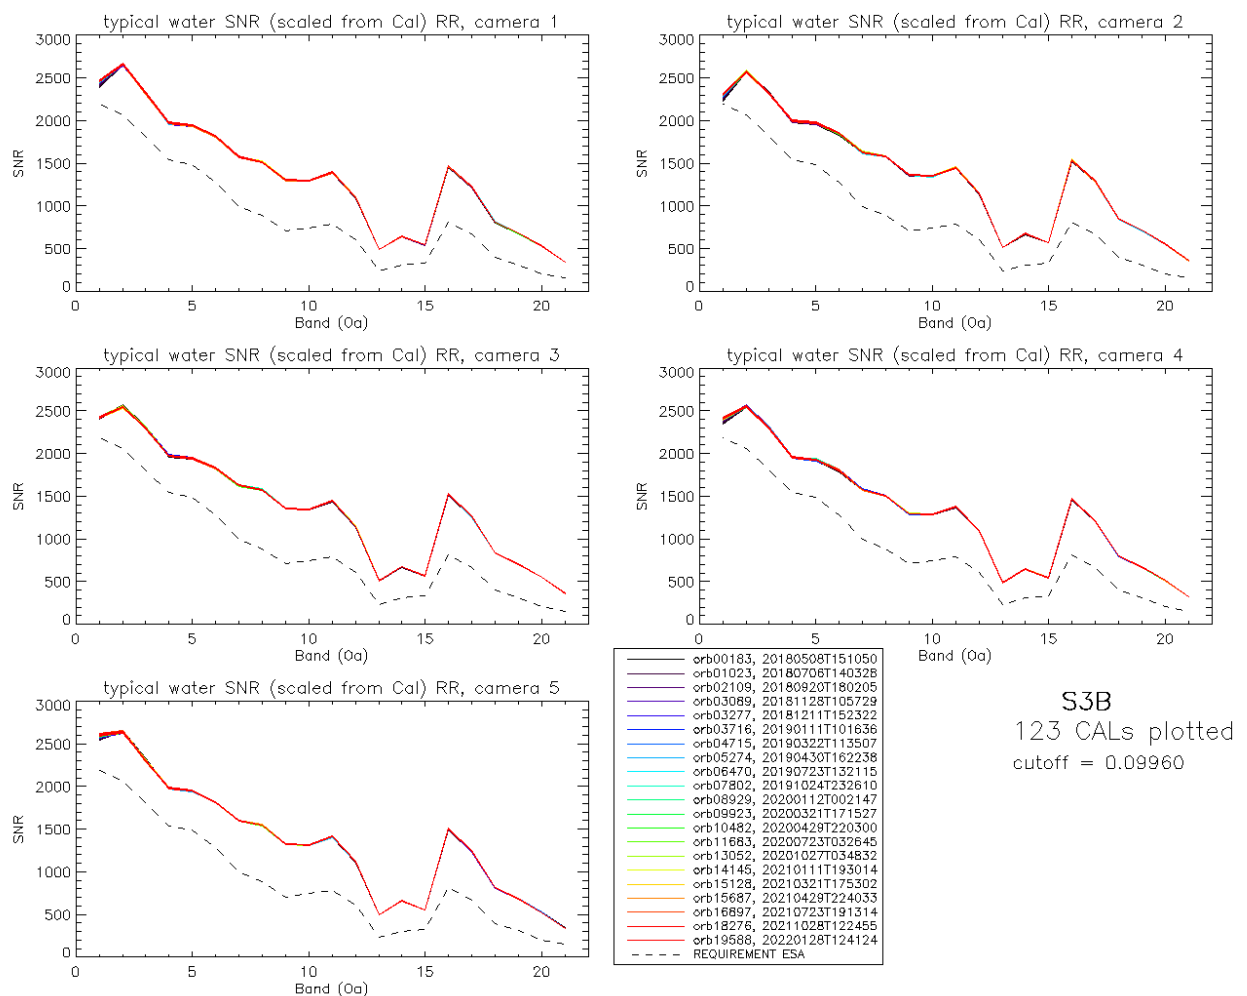 typical water SNR (scaled from Cal) RR, camera 1
3000
2500
2000
1500
1000
500
0
SNR
0 5 10 15 20
Band (Oa)
typical water SNR (scaled from Cal) RR, camera 2
3000
2500
2000
1500
1000
500
0
SNR
0 5 10 15 20
Band (Oa)
typical water SNR (scaled from Cal) RR, camera 3
3000
2500
2000
1500
1000
500
0
SNR
0 5 10 15 20
Band (Oa)
typical water SNR (scaled from Cal) RR, camera 4
3000
2500
2000
1500
1000
500
0
SNR
0 5 10 15 20
Band (Oa)
typical water SNR (scaled from Cal) RR, camera 5
3000
2500
2000
1500
1000
500
0
SNR
0 5 10 15 20
Band (Oa)
orb00183, 20180508T151050
orb01023, 20180706T140328
orb02109, 20180920T180205
orb03089, 20181128T105729
orb03277, 20181211T152322
orb03716, 20190111T101636
orb04715, 20190322T113507
orb05274, 20190430T162238
orb06470, 20190723T132115
orb07802, 20191024T232610
orb08929, 20200112T002147
orb09923, 20200321T171527
orb10482, 20200429T220300
orb11683, 20200723T032645
orb13052, 20201027T034832
orb14145, 20210111T193014
orb15128, 20210321T175302
orb15687, 20210429T224033
orb16897, 20210723T191314
orb18276, 20211028T122455
orb19588, 20220128T124124
REQUIREMENT ESA
S3B
123 CALs plotted
cutoff = 0.09960